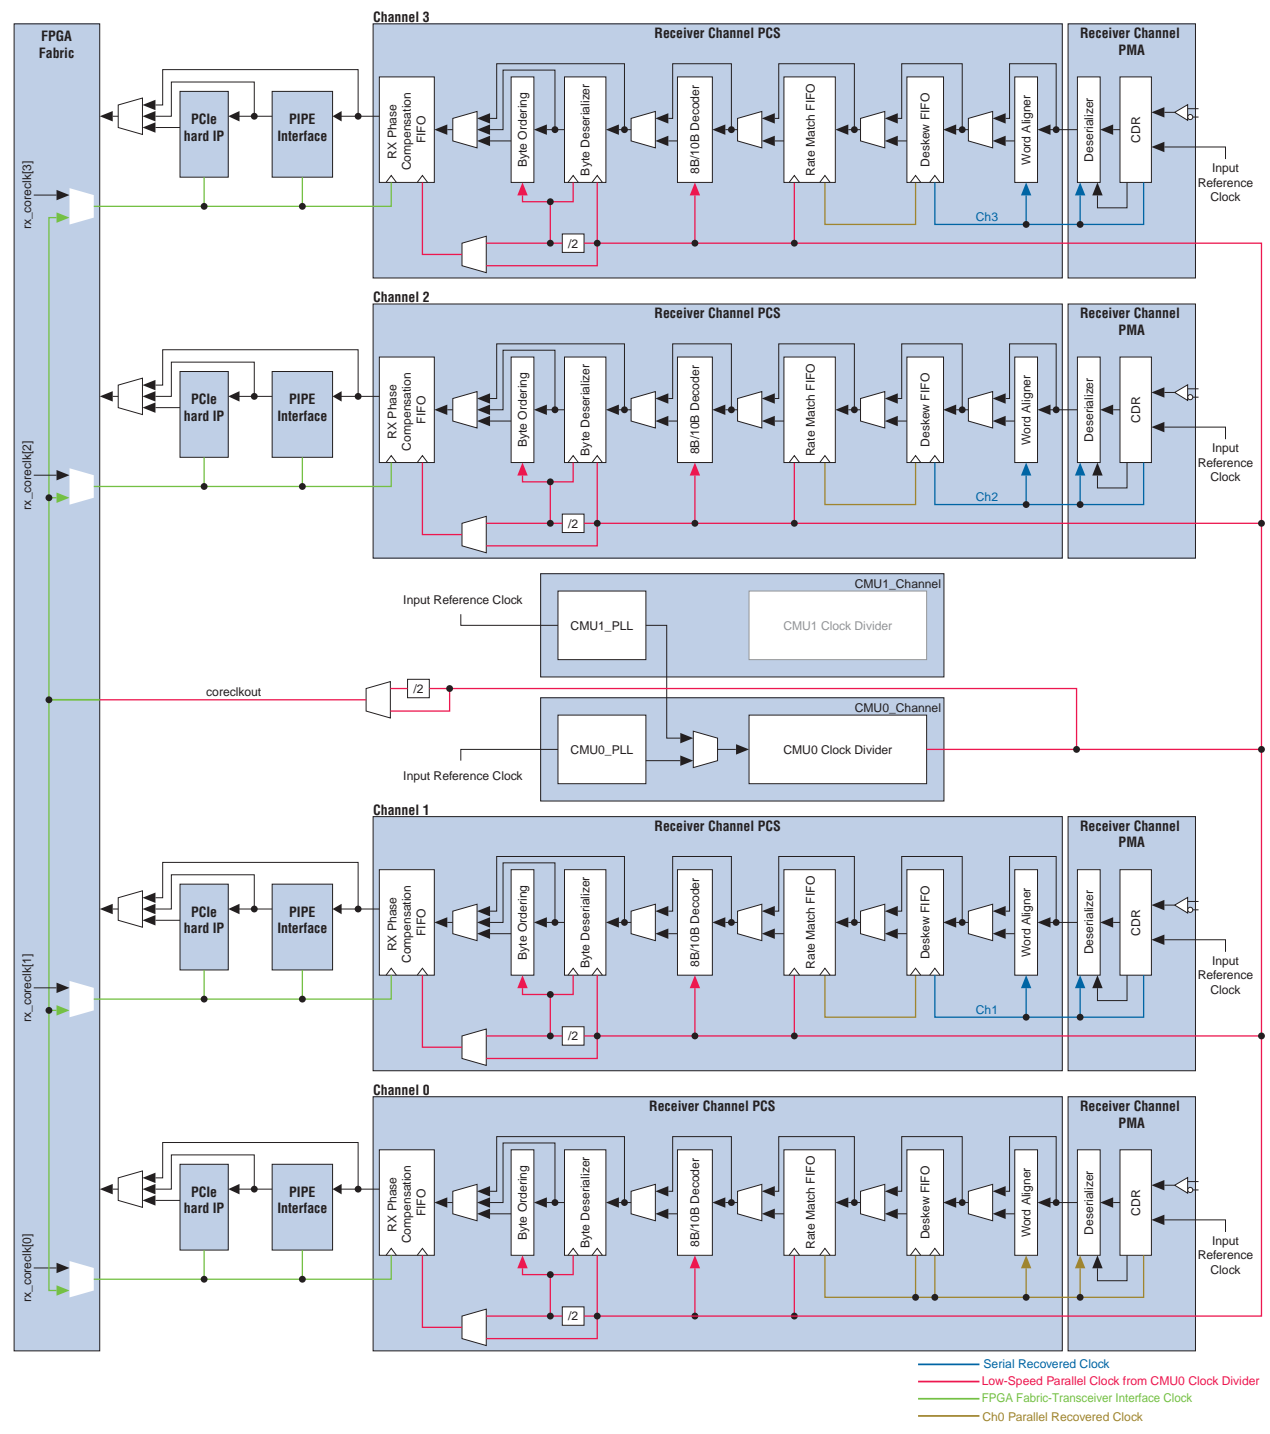 Channel 3
FPGA
Fabric
Receiver Channel PCS
Receiver Channel
PMA
PCIe
hard IP
PIPE
Interface
RX Phase
Compensation
FIFO
Byte Ordering
Byte Deserializer
8B/10B Decoder
Rate Match FIFO
Deskew FIFO
Word Aligner
Deserializer
CDR
Input
Reference
Clock
rx_coreclk[3]
Ch3
/2
Channel 2
Receiver Channel PCS
Receiver Channel
PMA
PCIe
hard IP
PIPE
Interface
RX Phase
Compensation
FIFO
Byte Ordering
Byte Deserializer
8B/10B Decoder
Rate Match FIFO
Deskew FIFO
Word Aligner
Deserializer
CDR
Input
Reference
Clock
rx_coreclk[2]
Ch2
/2
CMU1_Channel
Input Reference Clock
CMU1_PLL
CMU1 Clock Divider
coreclkout
/2
CMU0_Channel
CMU0_PLL
CMU0 Clock Divider
Input Reference Clock
Channel 1
Receiver Channel PCS
Receiver Channel
PMA
PCIe
hard IP
PIPE
Interface
RX Phase
Compensation
FIFO
Byte Ordering
Byte Deserializer
8B/10B Decoder
Rate Match FIFO
Deskew FIFO
Word Aligner
Deserializer
CDR
Input
Reference
Clock
rx_coreclk[1]
Ch1
/2
Channel 0
Receiver Channel PCS
Receiver Channel
PMA
PCIe
hard IP
PIPE
Interface
RX Phase
Compensation
FIFO
Byte Ordering
Byte Deserializer
8B/10B Decoder
Rate Match FIFO
Deskew FIFO
Word Aligner
Deserializer
CDR
Input
Reference
Clock
rx_coreclk[0]
/2
Serial Recovered Clock
Low-Speed Parallel Clock from CMU0 Clock Divider
FPGA Fabric-Transceiver Interface Clock
Ch0 Parallel Recovered Clock